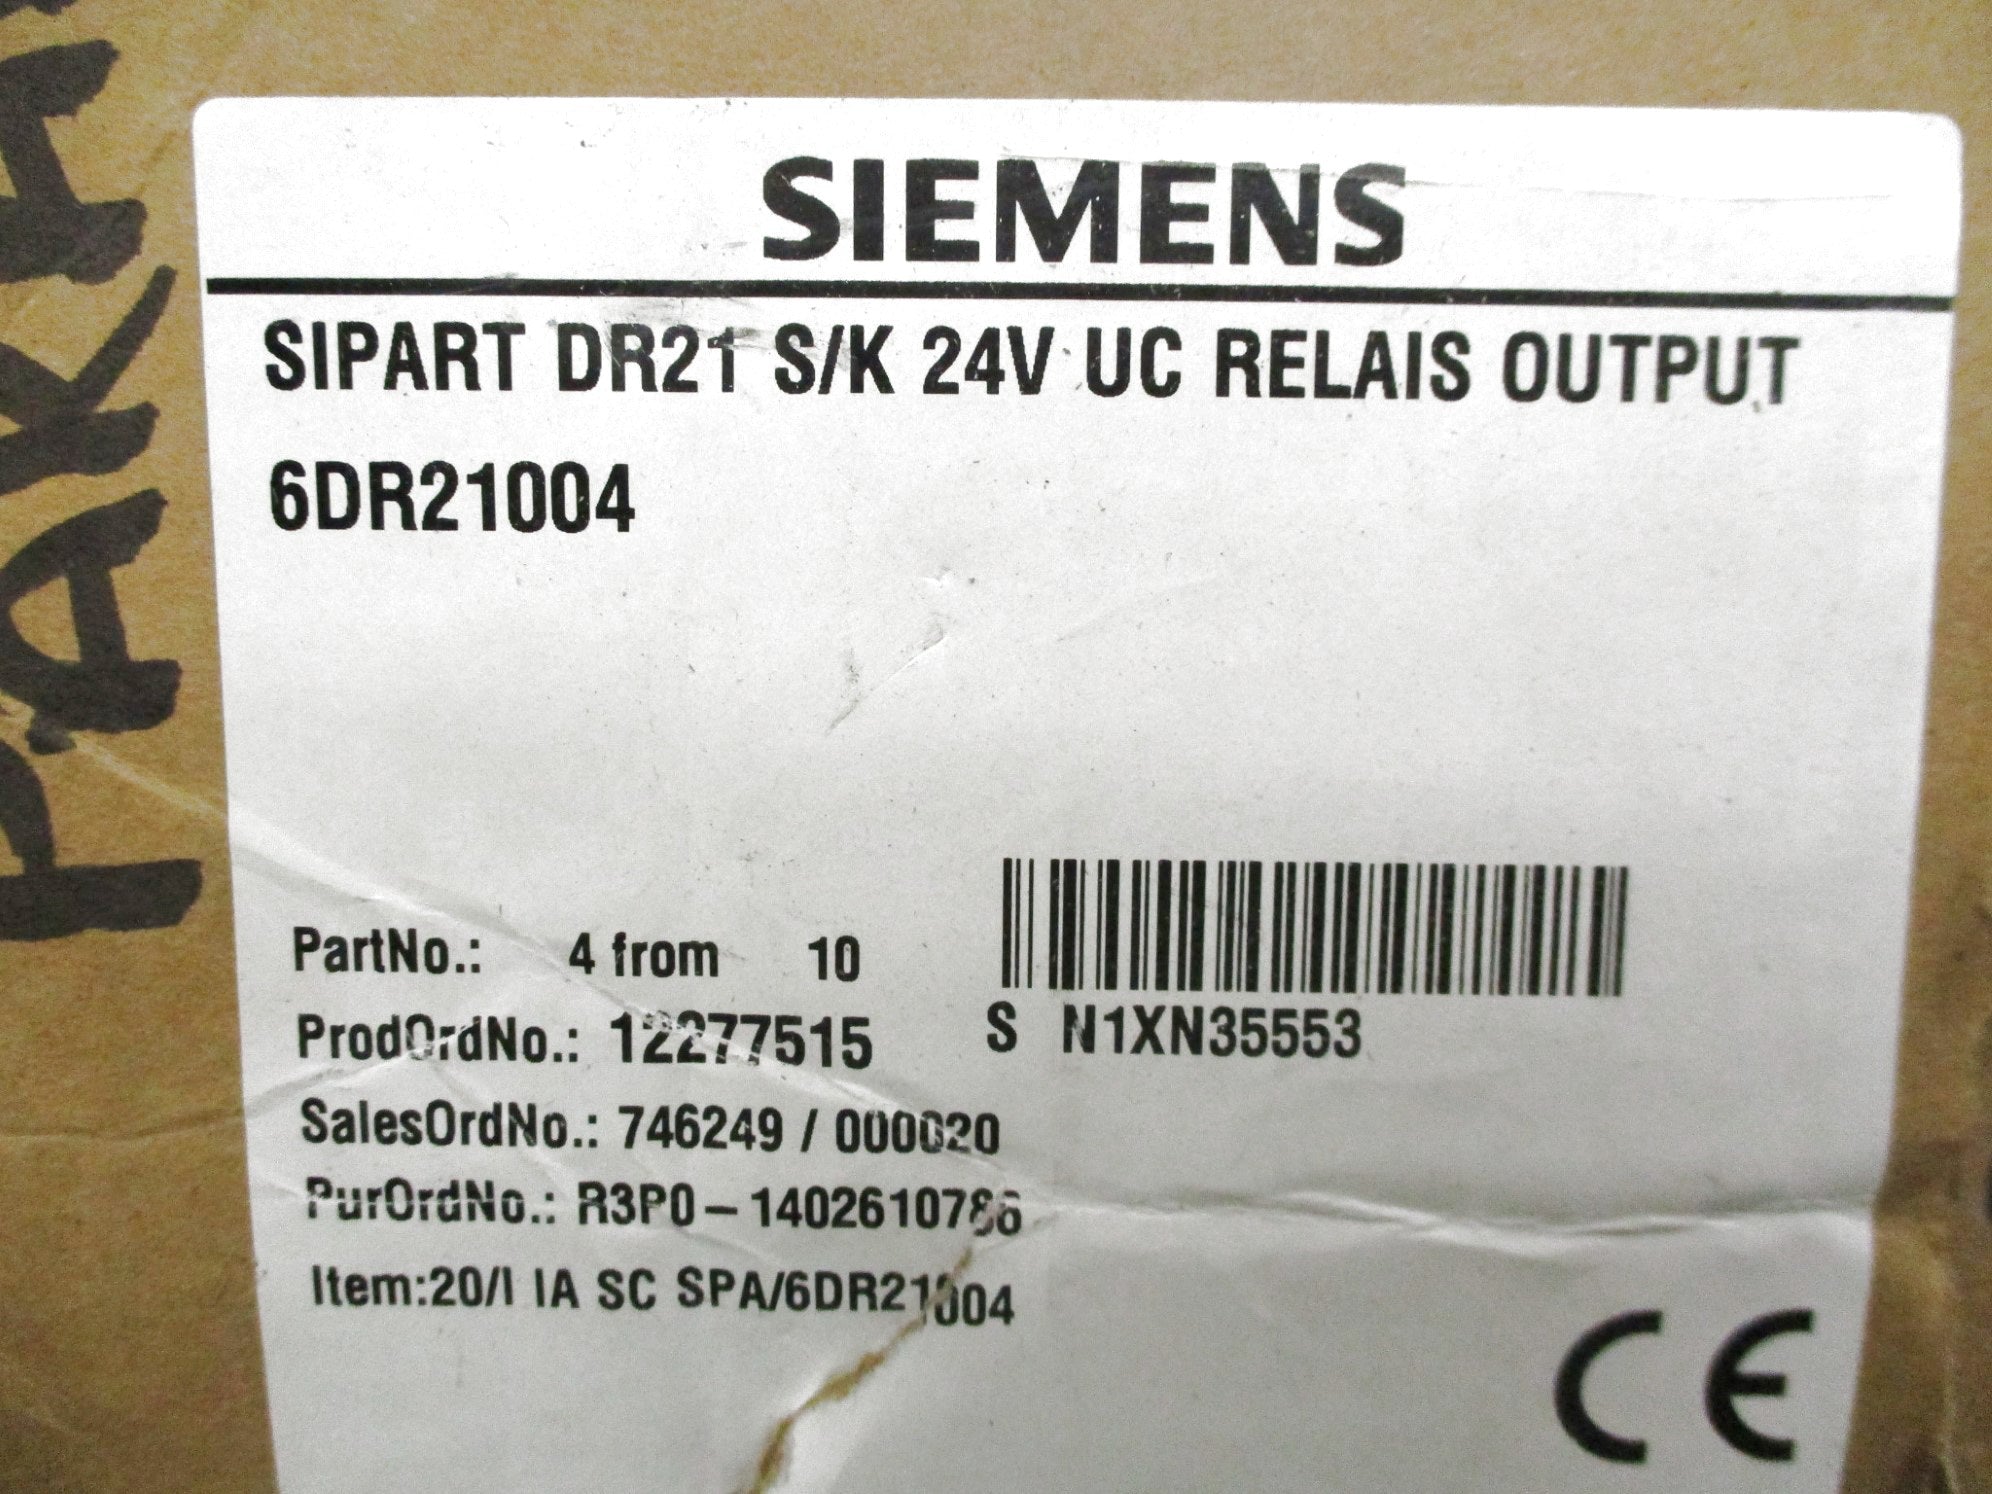 SIEMENS
SIPART DR21 S/K 24V UC RELAIS OUTPUT
6DR21004
PartNo.: 4 from 10
ProdOrdNo.: 12277515
S N1XN35553
SalesOrdNo.: 746249 / 000020
PurOrdNo.: R3P0-1402610786
Item:20/I IA SC SPA/6DR21004
CE